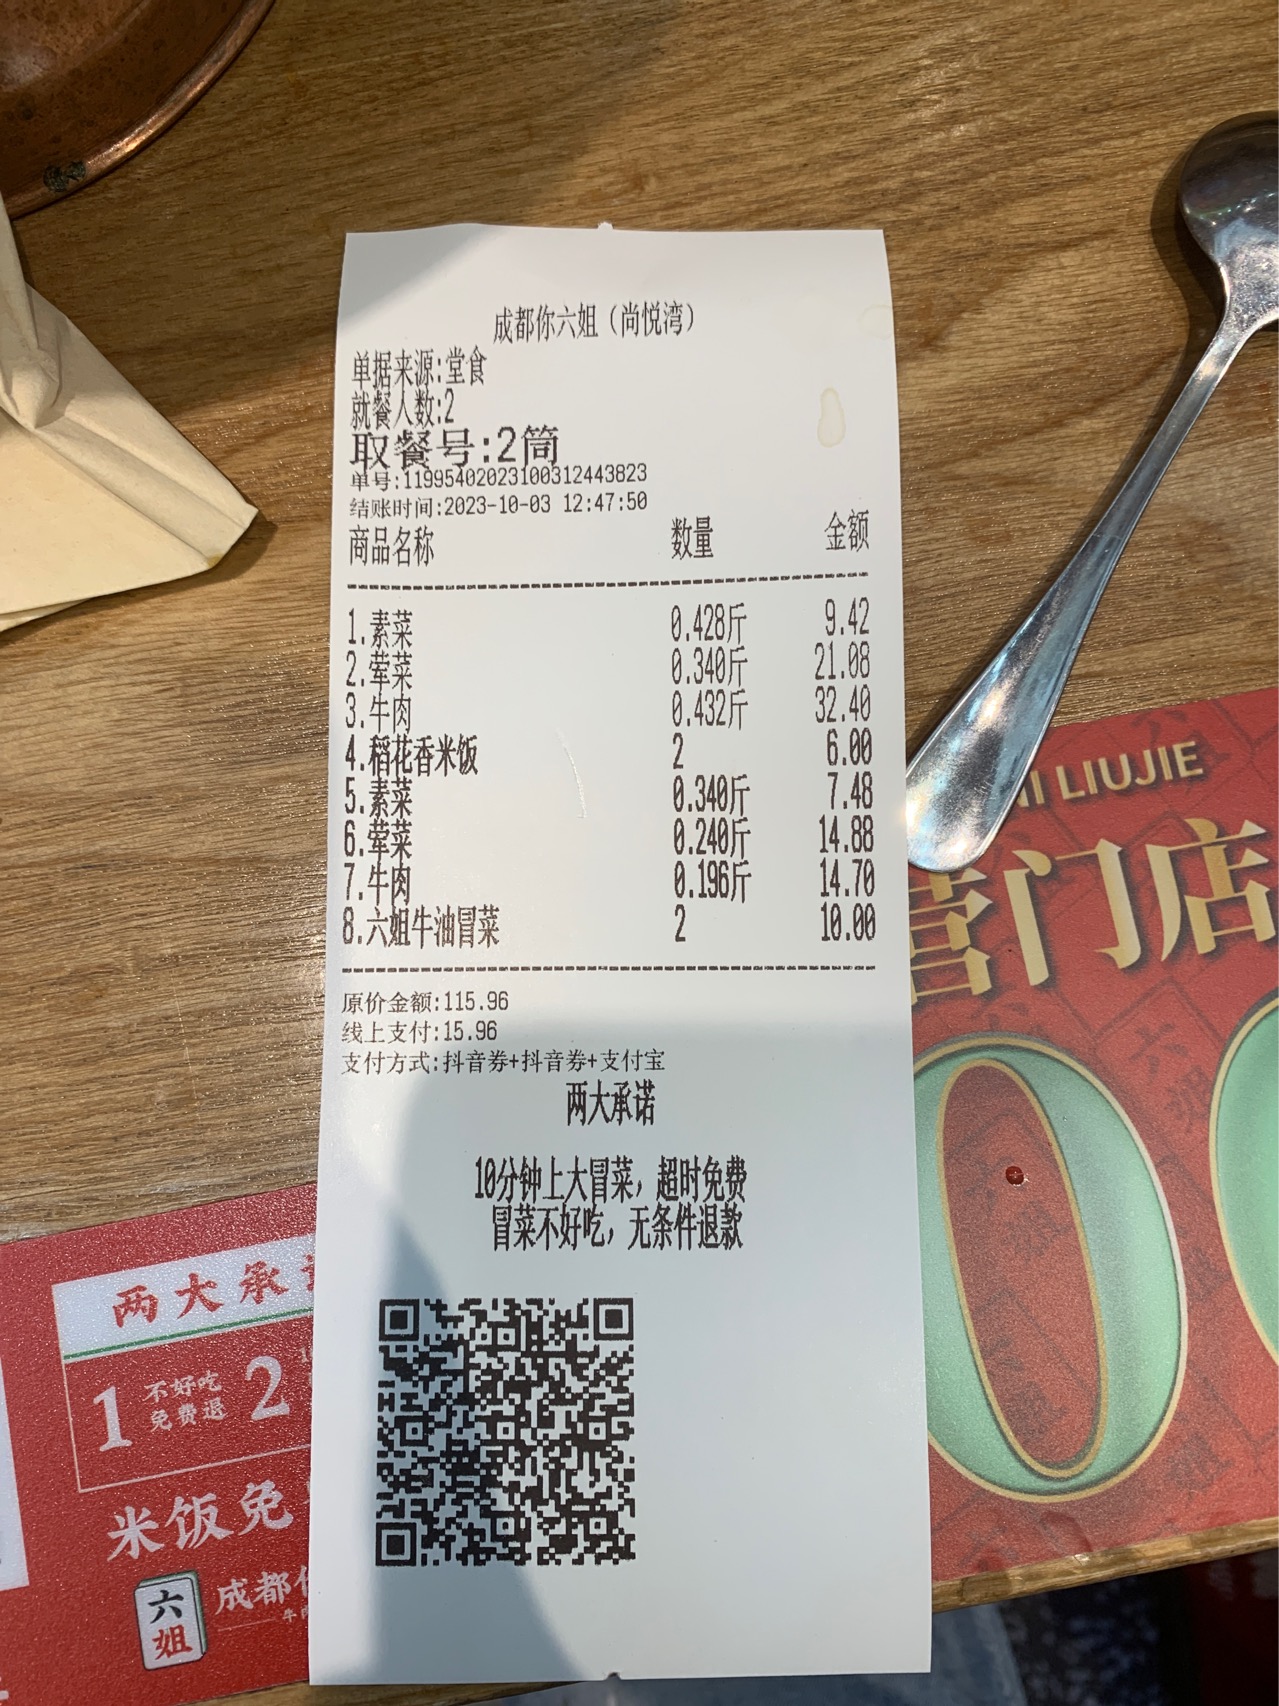 成都你六姐（尚悦湾）
单据来源:堂食
就餐人数:2
取餐号:2筒
单号:11995402023100312443823
结账时间:2023-10-03 12:47:50
商品名称 数量 金额
1.素菜 0.428斤 9.42
2.荤菜 0.340斤 21.08
3.牛肉 0.432斤 32.40
4.稻花香米饭 2 6.00
5.素菜 0.340斤 7.48
6.荤菜 0.240斤 14.88
7.牛肉 0.196斤 14.70
8.六姐牛油冒菜 2 10.00
原价金额:115.96
线上支付:15.96
支付方式:抖音券+抖音券+支付宝
两大承诺
10分钟上大冒菜，超时免费
冒菜不好吃，无条件退款
NI LIUJIE
营门店
0
两大承
1 不好吃
免费退
2
米饭免
六姐
成都